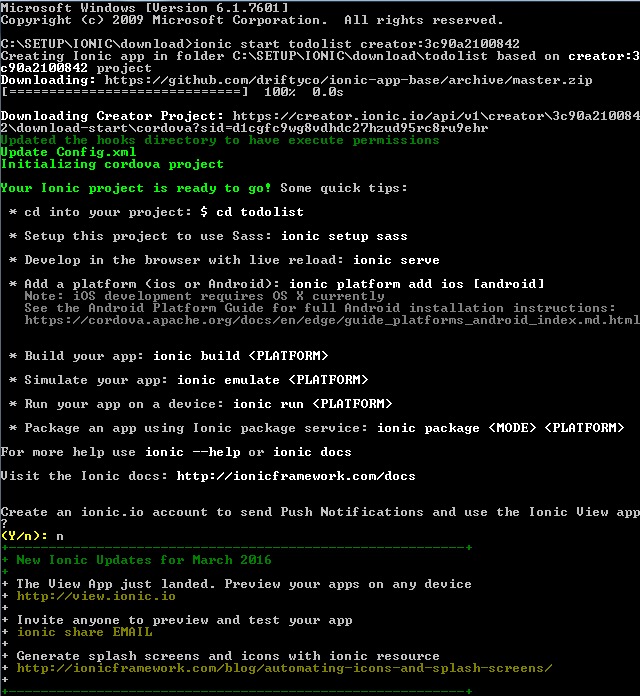 Microsoft Windows [Version 6.1.7601]
Copyright (c) 2009 Microsoft Corporation.  All rights reserved.
C:\SETUP\IONIC\download>ionic start todolist creator:3c90a2100842
Creating Ionic app in folder C:\SETUP\IONIC\download\todolist based on creator:3
c90a2100842 project
Downloading: https://github.com/driftyco/ionic-app-base/archive/master.zip
[=============================]  100%  0.0s
Downloading Creator Project: https://creator.ionic.io/api/v1\creator\3c90a210084
2\download-start\cordova?sid=d1cgfc9wg8vdhdc27hzud95rc8ru9ehr
Updated the hooks directory to have execute permissions
Update Config.xml
Initializing cordova project
Your Ionic project is ready to go! Some quick tips:
* cd into your project: $ cd todolist
* Setup this project to use Sass: ionic setup sass
* Develop in the browser with live reload: ionic serve
* Add a platform (ios or Android): ionic platform add ios [android]
Note: iOS development requires OS X currently
See the Android Platform Guide for full Android installation instructions:
https://cordova.apache.org/docs/en/edge/guide_platforms_android_index.md.html
* Build your app: ionic build <PLATFORM>
* Simulate your app: ionic emulate <PLATFORM>
* Run your app on a device: ionic run <PLATFORM>
* Package an app using Ionic package service: ionic package <MODE> <PLATFORM>
For more help use ionic --help or ionic docs
Visit the Ionic docs: http://ionicframework.com/docs
Create an ionic.io account to send Push Notifications and use the Ionic View app
?
(Y/n): n
+---------------------------------------------------------+
+ New Ionic Updates for March 2016
+
+ The View App just landed. Preview your apps on any device
+ http://view.ionic.io
+
+ Invite anyone to preview and test your app
+ ionic share EMAIL
+
+ Generate splash screens and icons with ionic resource
+ http://ionicframework.com/blog/automating-icons-and-splash-screens/
+
+---------------------------------------------------------+